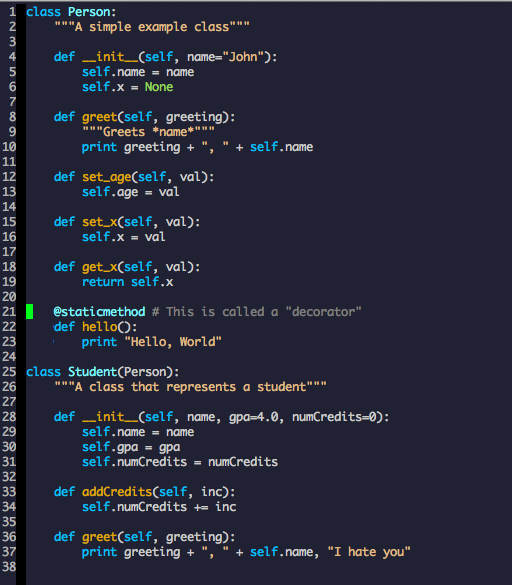 1 class Person:
2     """A simple example class"""
3
4     def __init__(self, name="John"):
5         self.name = name
6         self.x = None
7
8     def greet(self, greeting):
9         """Greets *name*"""
10         print greeting + ", " + self.name
11
12     def set_age(self, val):
13         self.age = val
14
15     def set_x(self, val):
16         self.x = val
17
18     def get_x(self, val):
19         return self.x
20
21     @staticmethod # This is called a "decorator"
22     def hello():
23         print "Hello, World"
24
25 class Student(Person):
26     """A class that represents a student"""
27
28     def __init__(self, name, gpa=4.0, numCredits=0):
29         self.name = name
30         self.gpa = gpa
31         self.numCredits = numCredits
32
33     def addCredits(self, inc):
34         self.numCredits += inc
35
36     def greet(self, greeting):
37         print greeting + ", " + self.name, "I hate you"
38